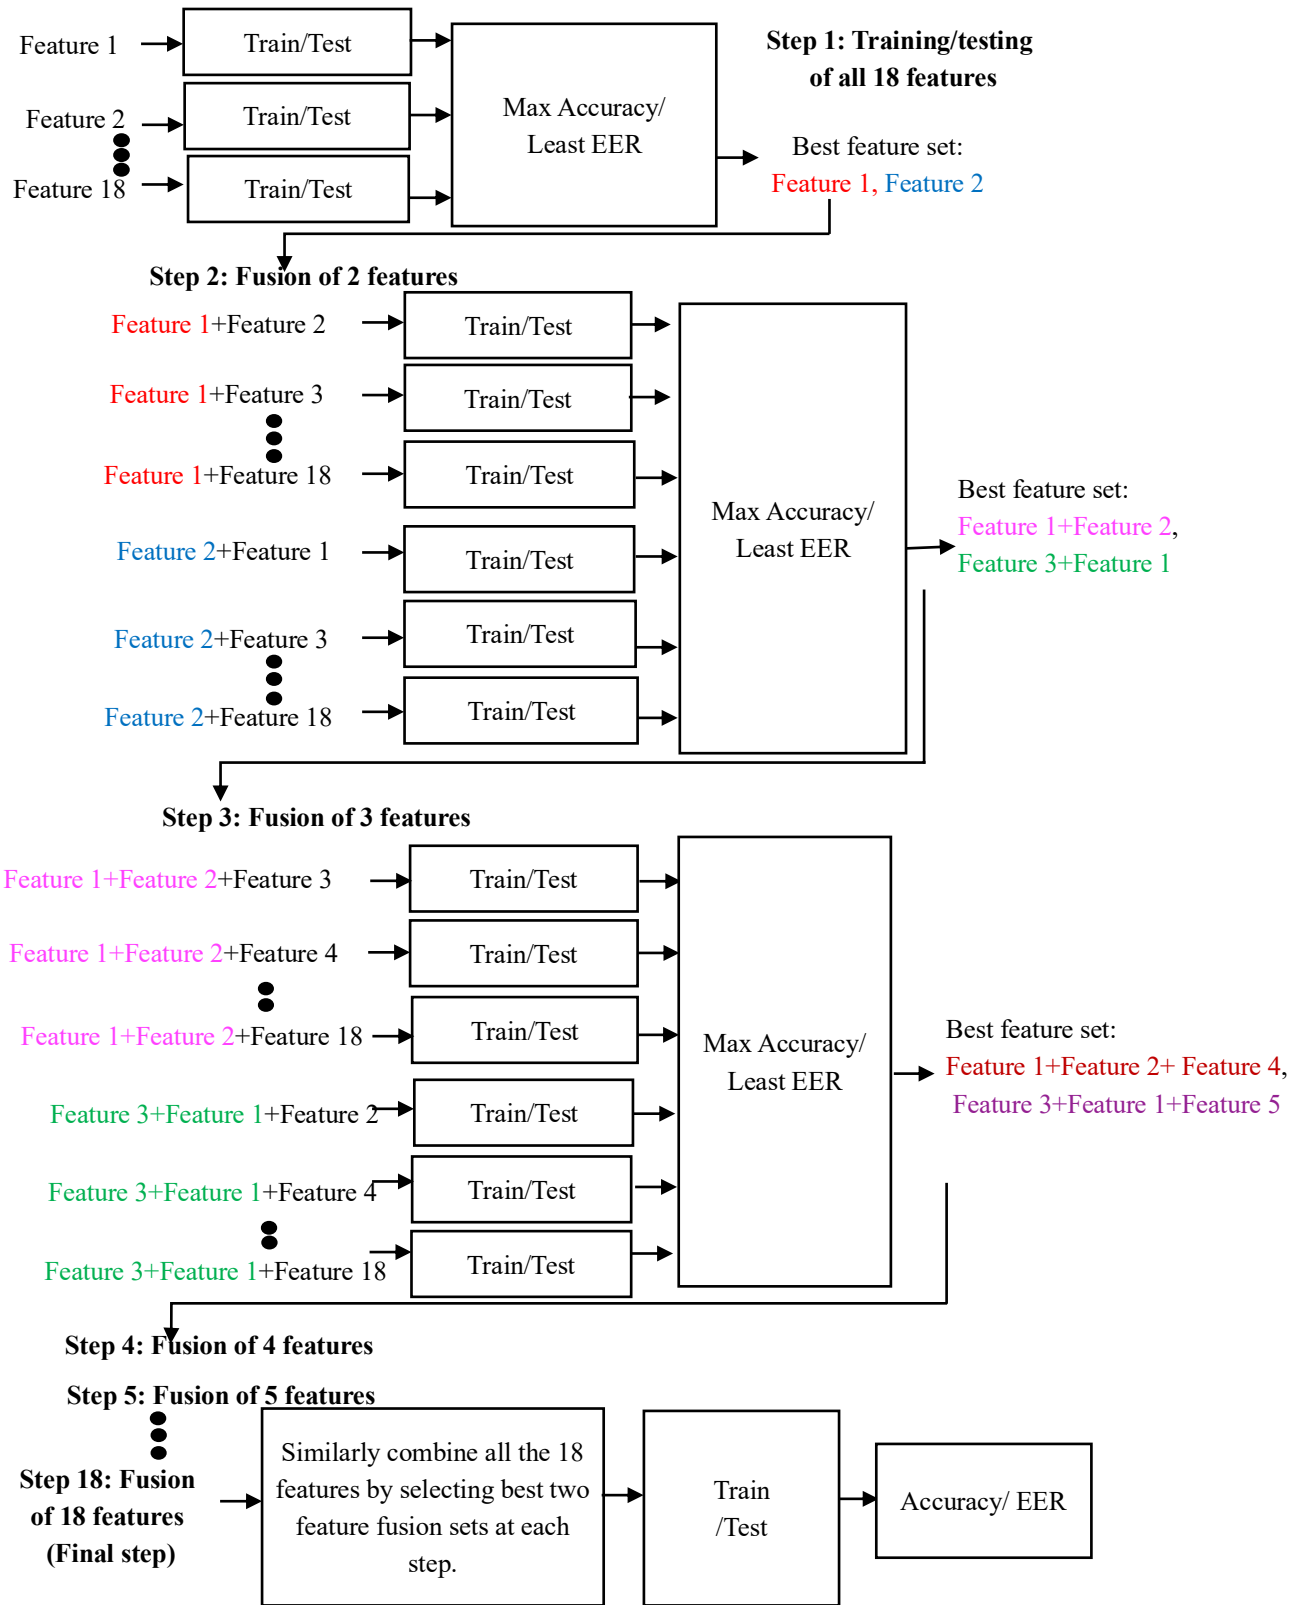 Feature 1
Train/Test
Step 1: Training/testing
of all 18 features
Feature 2
Train/Test
Max Accuracy/
Least EER
Feature 18
Train/Test
Best feature set:
Feature 1, Feature 2
Step 2: Fusion of 2 features
Feature 1+Feature 2
Train/Test
Feature 1+Feature 3
Train/Test
Feature 1+Feature 18
Train/Test
Feature 2+Feature 1
Train/Test
Feature 2+Feature 3
Train/Test
Feature 2+Feature 18
Train/Test
Max Accuracy/
Least EER
Best feature set:
Feature 1+Feature 2,
Feature 3+Feature 1
Step 3: Fusion of 3 features
Feature 1+Feature 2+Feature 3
Train/Test
Feature 1+Feature 2+Feature 4
Train/Test
Feature 1+Feature 2+Feature 18
Train/Test
Feature 3+Feature 1+Feature 2
Train/Test
Feature 3+Feature 1+Feature 4
Train/Test
Feature 3+Feature 1+Feature 18
Train/Test
Max Accuracy/
Least EER
Best feature set:
Feature 1+Feature 2+ Feature 4,
Feature 3+Feature 1+Feature 5
Step 4: Fusion of 4 features
Step 5: Fusion of 5 features
Step 18: Fusion
of 18 features
(Final step)
Similarly combine all the 18
features by selecting best two
feature fusion sets at each
step.
Train
/Test
Accuracy/ EER